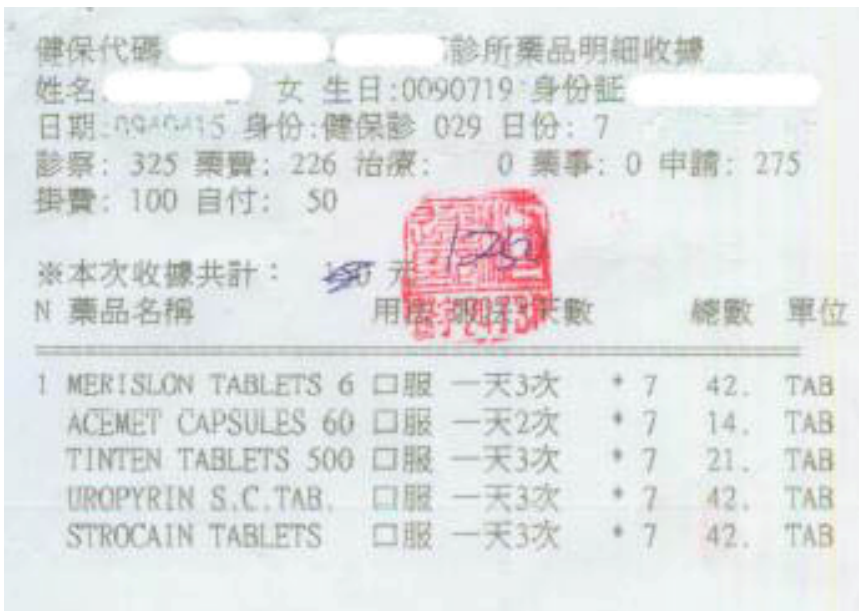 健保代碼 診所藥品明細收據
姓名: 女 生日:0090719 身份証
日期: 身份:健保診 029 日份: 7
診察: 325 藥費: 226 治療: 0 藥事: 0 申請: 275
掛費: 100 自付: 50
120
※本次收據共計: 元
N 藥品名稱 用法 天數 總數 單位
1 MERISLON TABLETS 6 口服 一天3次 * 7 42. TAB
ACEMET CAPSULES 60 口服 一天2次 * 7 14. TAB
TINTEN TABLETS 500 口服 一天3次 * 7 21. TAB
UROPYRIN S.C.TAB. 口服 一天3次 * 7 42. TAB
STROCAIN TABLETS 口服 一天3次 * 7 42. TAB